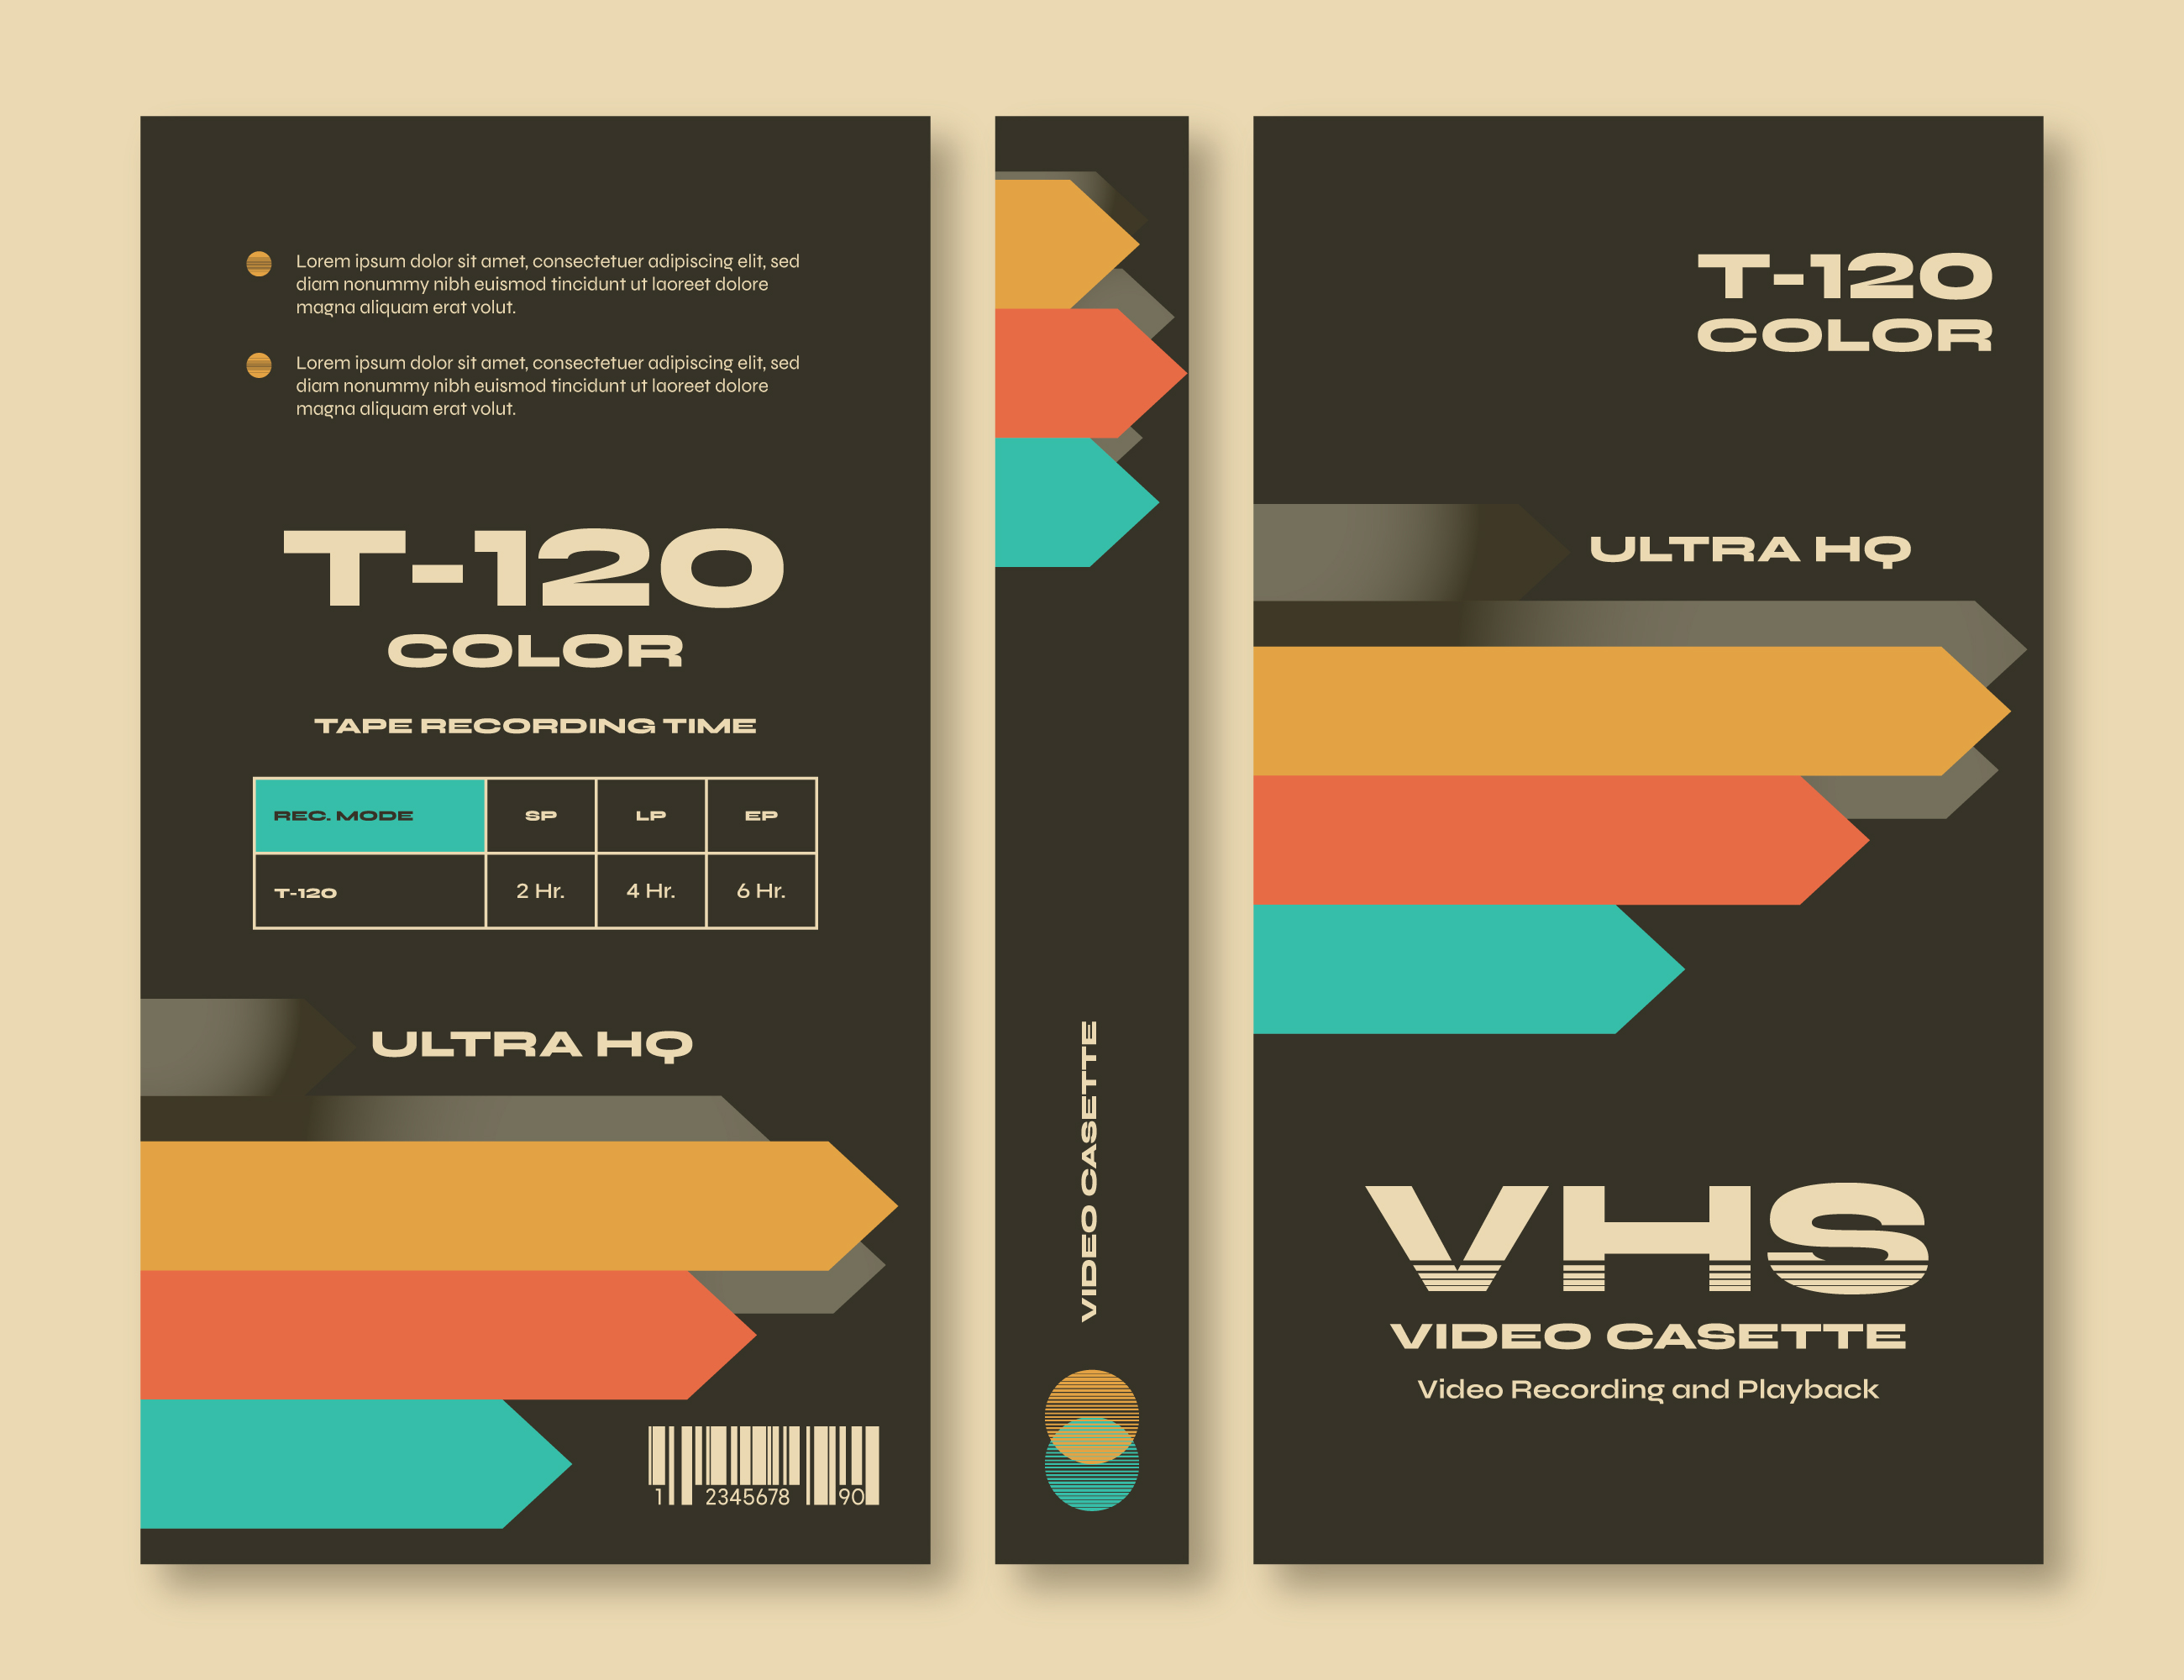 Lorem ipsum dolor sit amet, consectetuer adipiscing elit, sed
diam nonummy nibh euismod tincidunt ut laoreet dolore
magna aliquam erat volut.
Lorem ipsum dolor sit amet, consectetuer adipiscing elit, sed
diam nonummy nibh euismod tincidunt ut laoreet dolore
magna aliquam erat volut.
T-120
COLOR
TAPE RECORDING TIME
REC. MODE SP LP EP
T-120 2 Hr. 4 Hr. 6 Hr.
ULTRA HQ
1 2345678 90
VIDEO CASETTE
T-120
COLOR
ULTRA HQ
VHS
VIDEO CASETTE
Video Recording and Playback